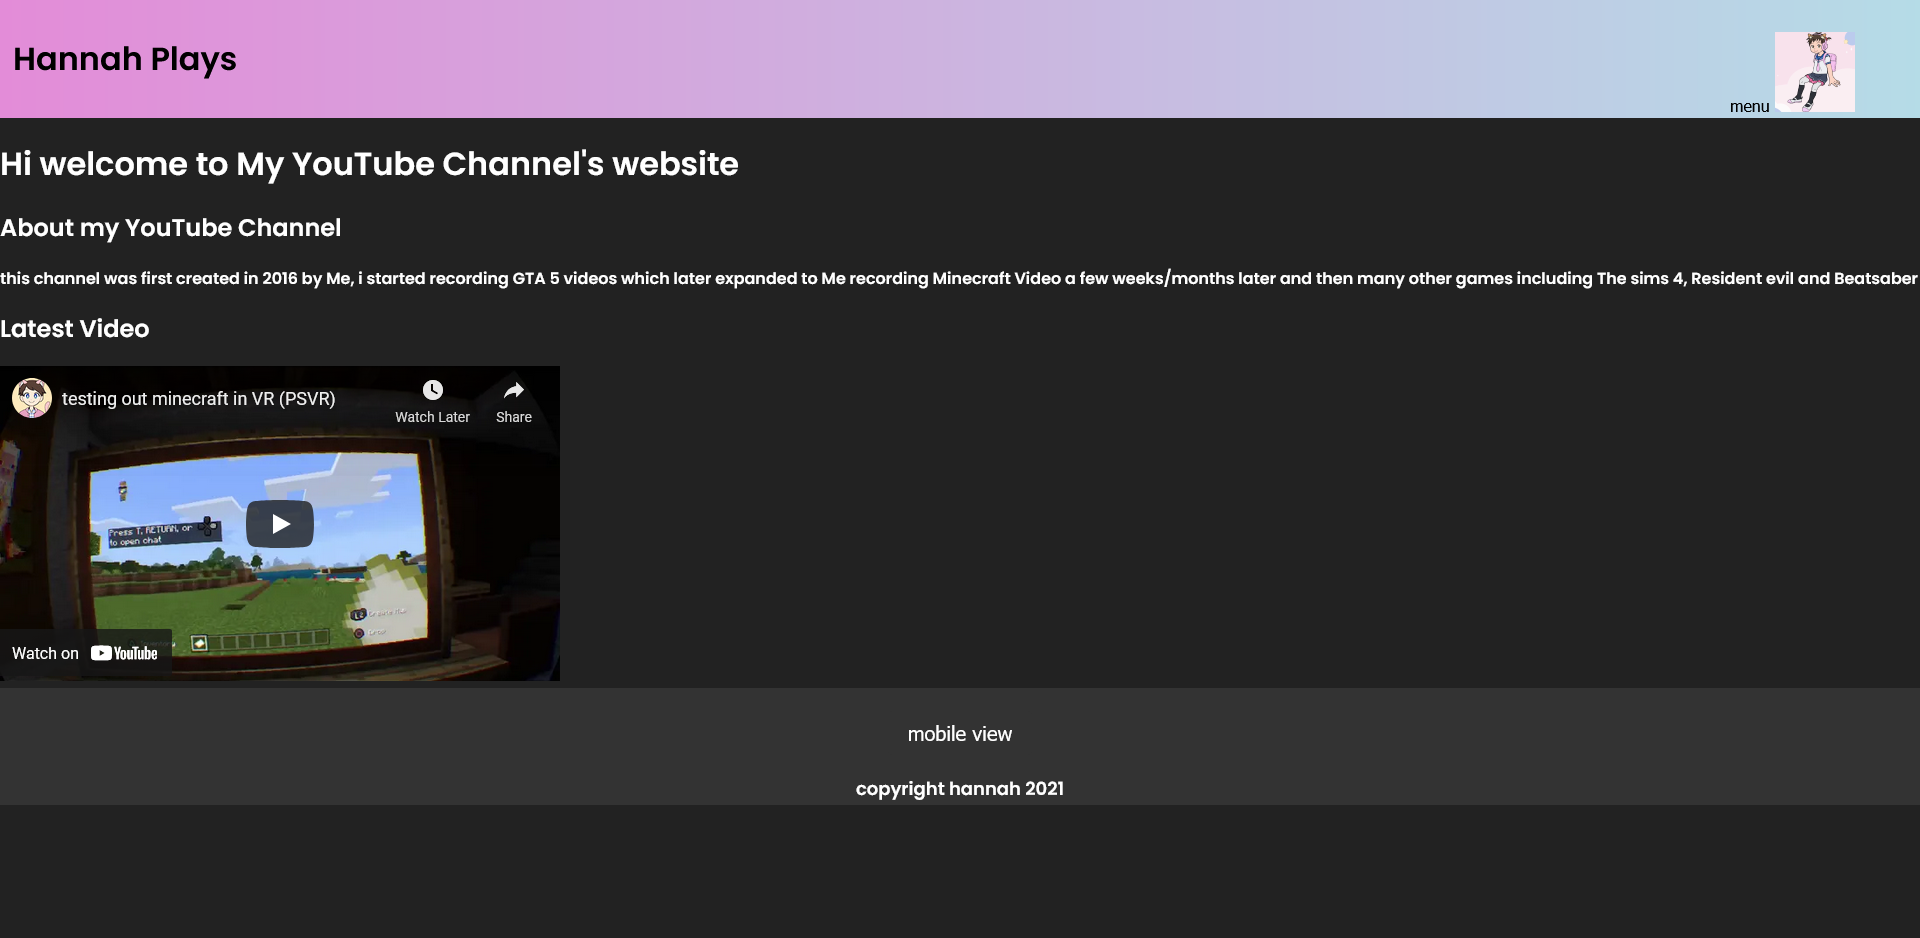 Hannah Plays
menu
Hi welcome to My YouTube Channel's website
About my YouTube Channel
this channel was first created in 2016 by Me, i started recording GTA 5 videos which later expanded to Me recording Minecraft Video a few weeks/months later and then many other games including The sims 4, Resident evil and Beatsaber
Latest Video
testing out minecraft in VR (PSVR)
Watch Later
Share
Press T, RETURN, or
to open chat
Watch on YouTube
mobile view
copyright hannah 2021